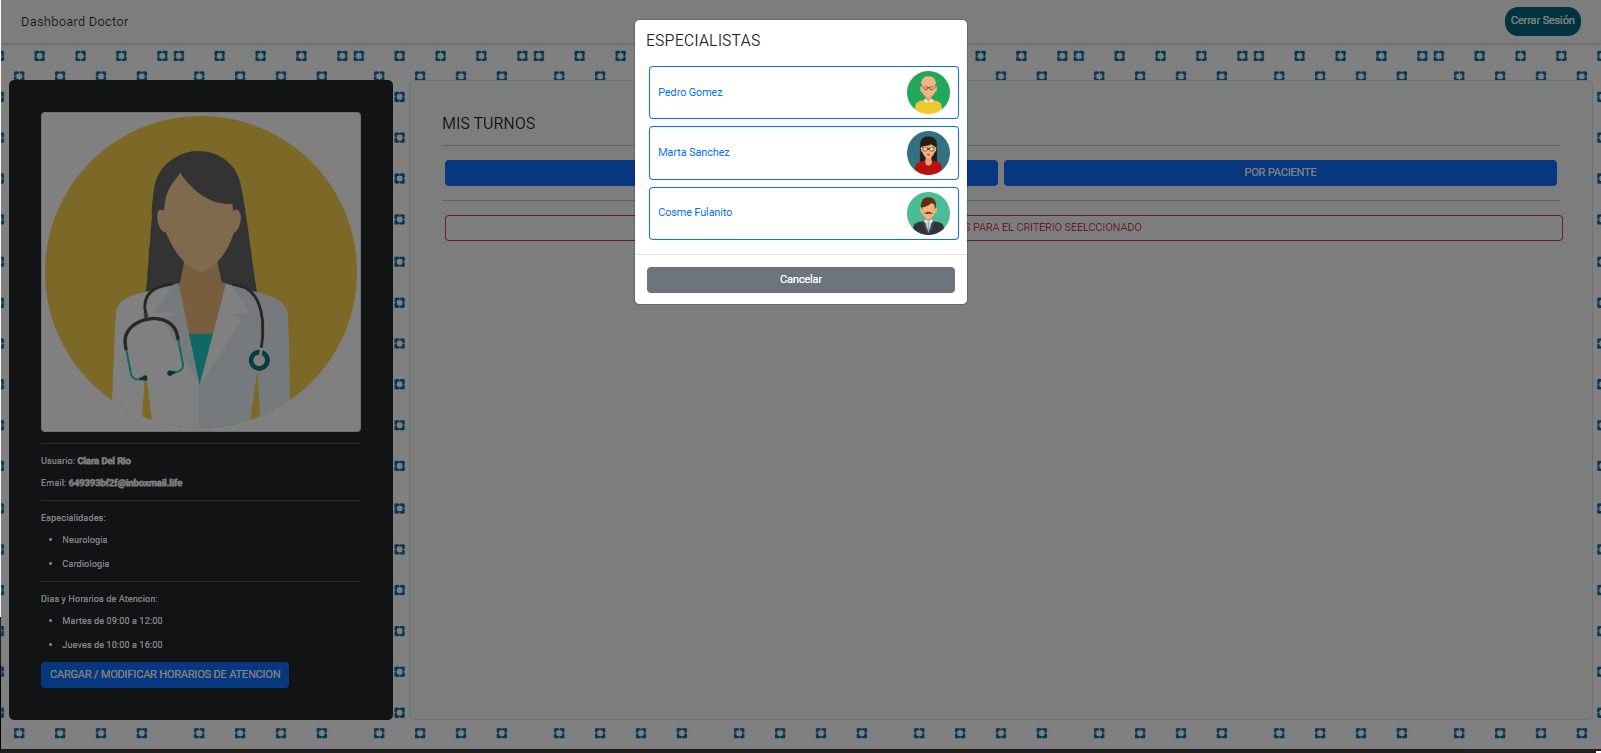 Dashboard Doctor
Cerrar Sesión
ESPECIALISTAS
Pedro Gomez
Marta Sanchez
Cosme Fulanito
Cancelar
MIS TURNOS
POR PACIENTE
PARA EL CRITERIO SEELCCIONADO
Usuario: Clara Del Rio
Email: 649393bf2f@inboxmail.life
Especialidades:
• Neurologia
• Cardiologia
Dias y Horarios de Atencion:
• Martes de 09:00 a 12:00
• Jueves de 10:00 a 16:00
CARGAR / MODIFICAR HORARIOS DE ATENCION